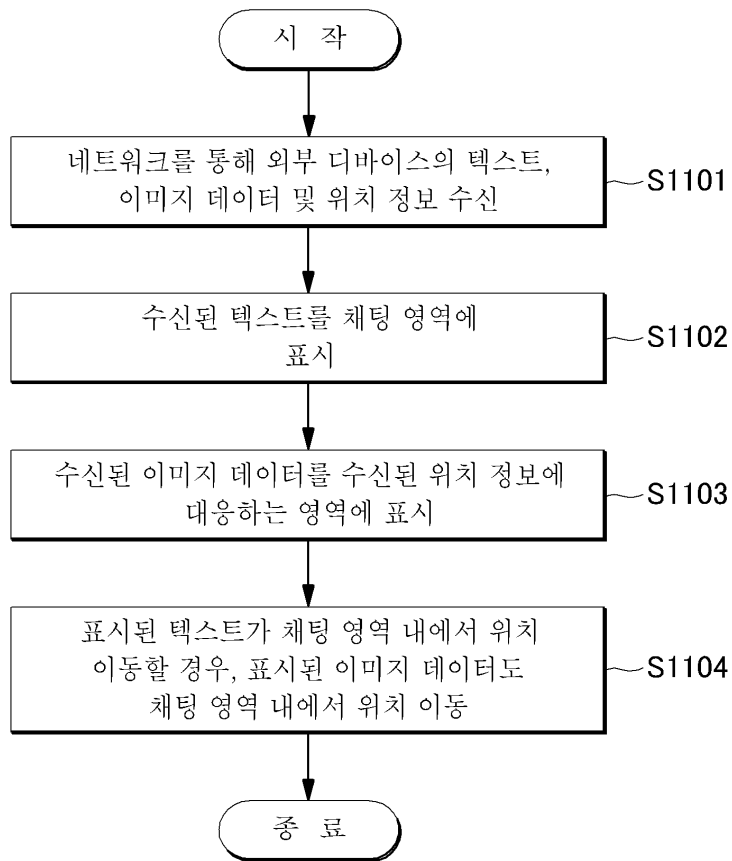 시 작
네트워크를 통해 외부 디바이스의 텍스트,
이미지 데이터 및 위치 정보 수신
S1101
수신된 텍스트를 채팅 영역에
표시
S1102
수신된 이미지 데이터를 수신된 위치 정보에
대응하는 영역에 표시
S1103
표시된 텍스트가 채팅 영역 내에서 위치
이동할 경우, 표시된 이미지 데이터도
채팅 영역 내에서 위치 이동
S1104
종 료